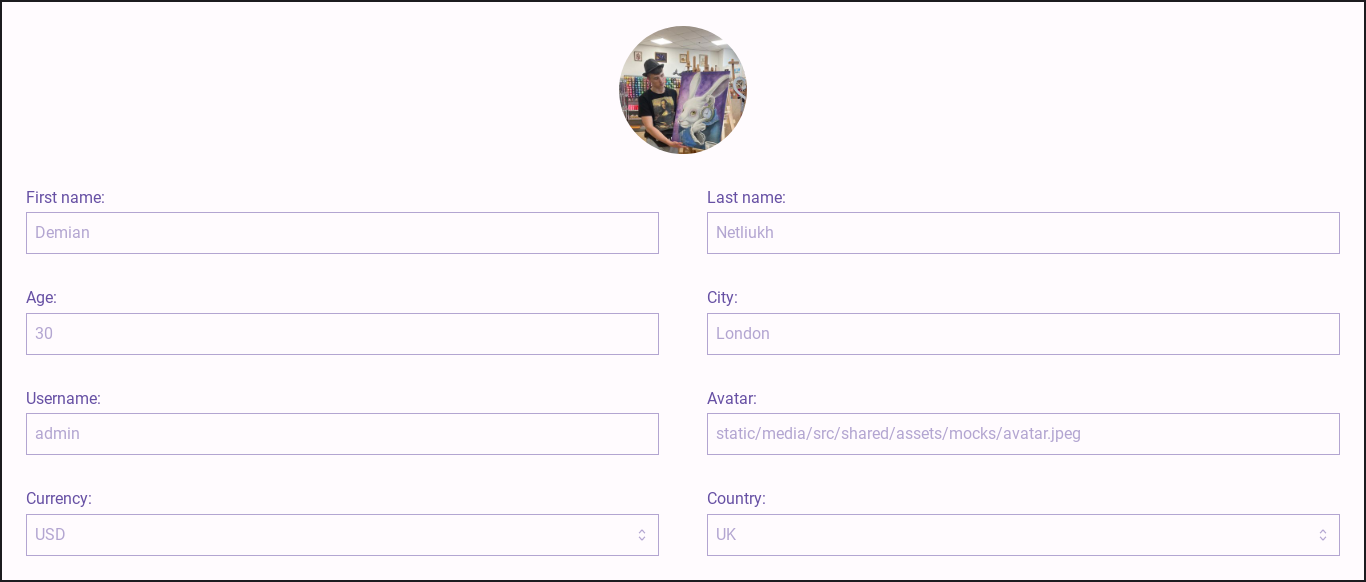 First name:
Last name:
Demian
Netliukh
Age:
City:
30
London
Username:
Avatar:
admin
static/media/src/shared/assets/mocks/avatar.jpeg
Currency:
Country:
USD
UK